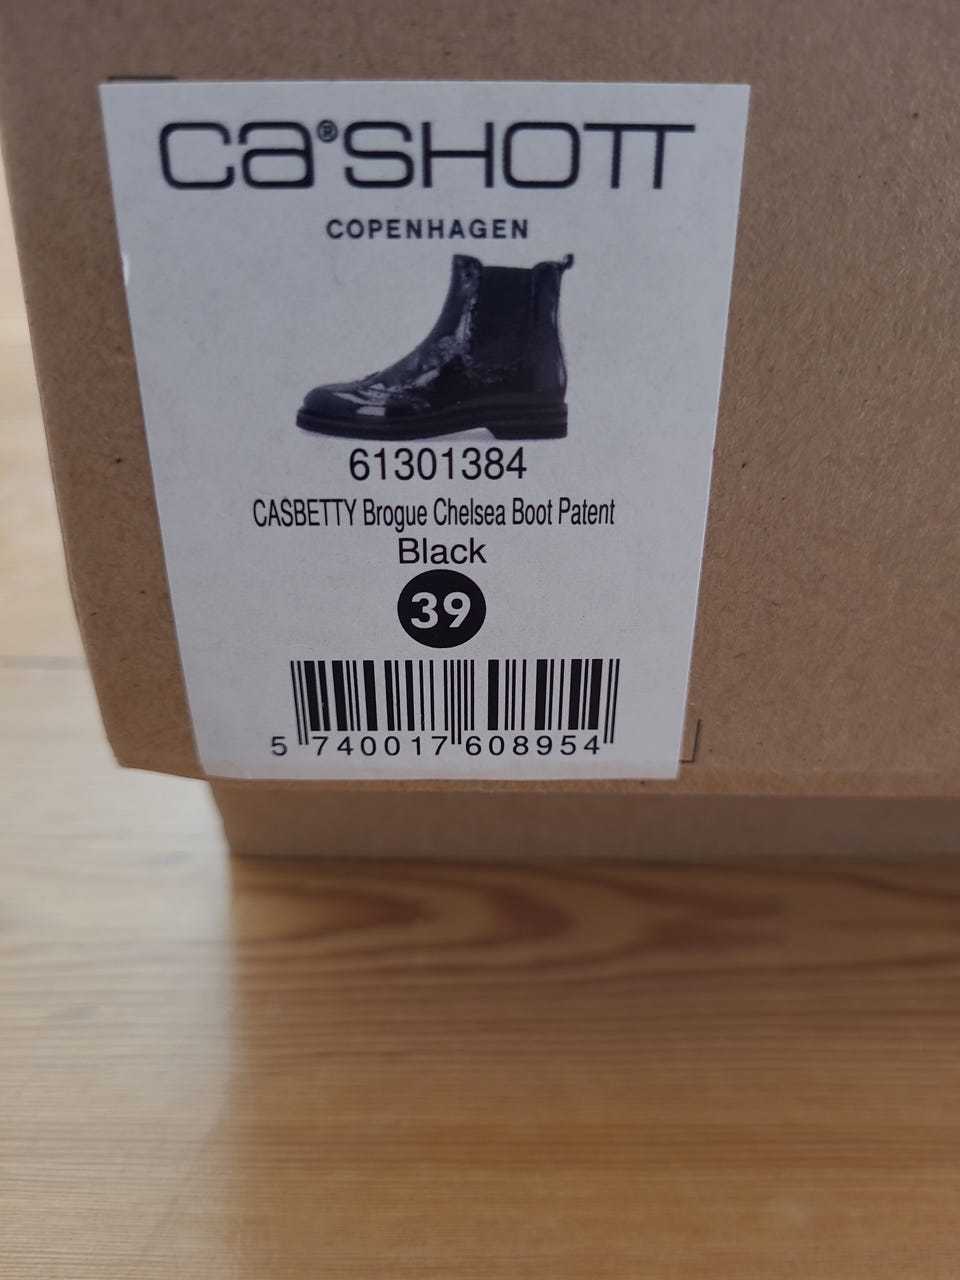 ca®SHOTT
COPENHAGEN
61301384
CASBETTY Brogue Chelsea Boot Patent
Black
39
5 740017 608954